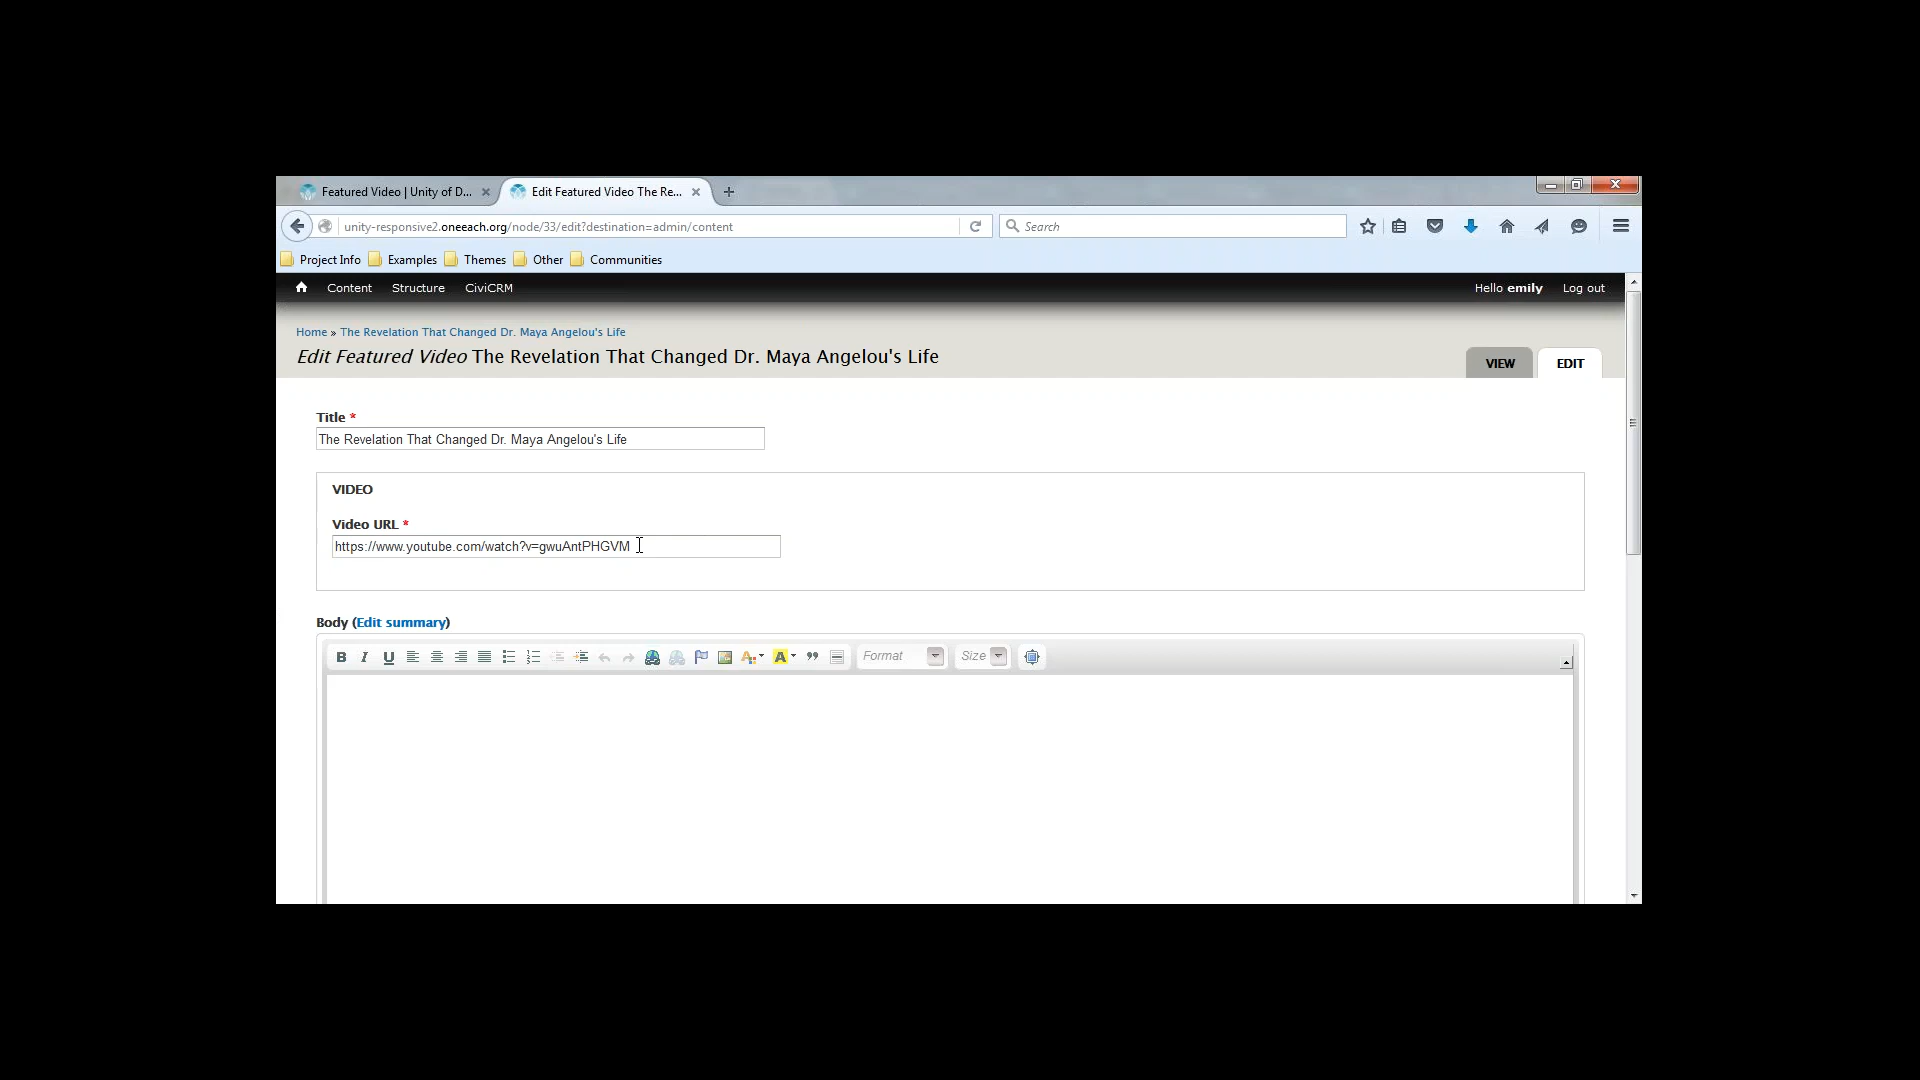 Featured Video | Unity of D...
Edit Featured Video The Re...
unity-responsive2.oneeach.org/node/33/edit?destination=admin/content
Search
Project Info Examples Themes Other Communities
Content Structure CiviCRM Hello emily Log out
Home » The Revelation That Changed Dr. Maya Angelou's Life
Edit Featured Video The Revelation That Changed Dr. Maya Angelou's Life
VIEW EDIT
Title *
The Revelation That Changed Dr. Maya Angelou's Life
VIDEO
Video URL *
https://www.youtube.com/watch?v=gwuAntPHGVM
Body (Edit summary)
B I U A A Format Size